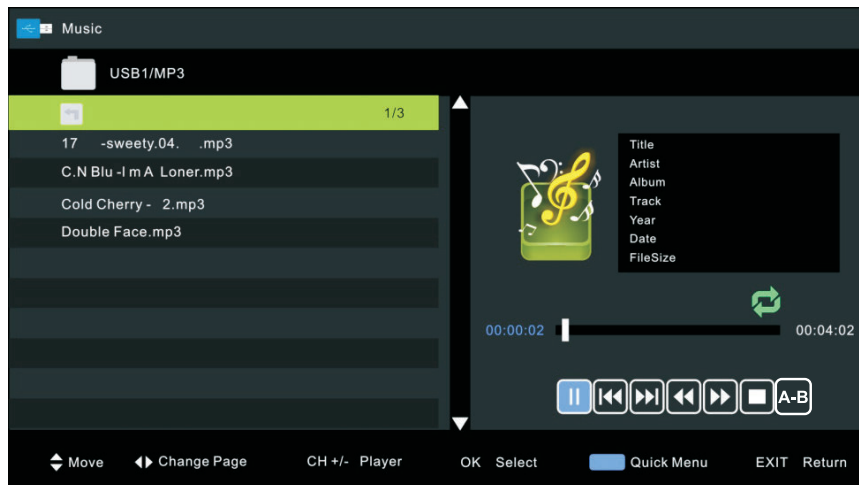 Music
USB1/MP3
1/3
17 -sweety.04. .mp3
C.N Blu -I m A Loner.mp3
Cold Cherry - 2.mp3
Double Face.mp3
Title
Artist
Album
Track
Year
Date
FileSize
00:00:02 00:04:02
A-B
Move Change Page CH +/- Player OK Select Quick Menu EXIT Return